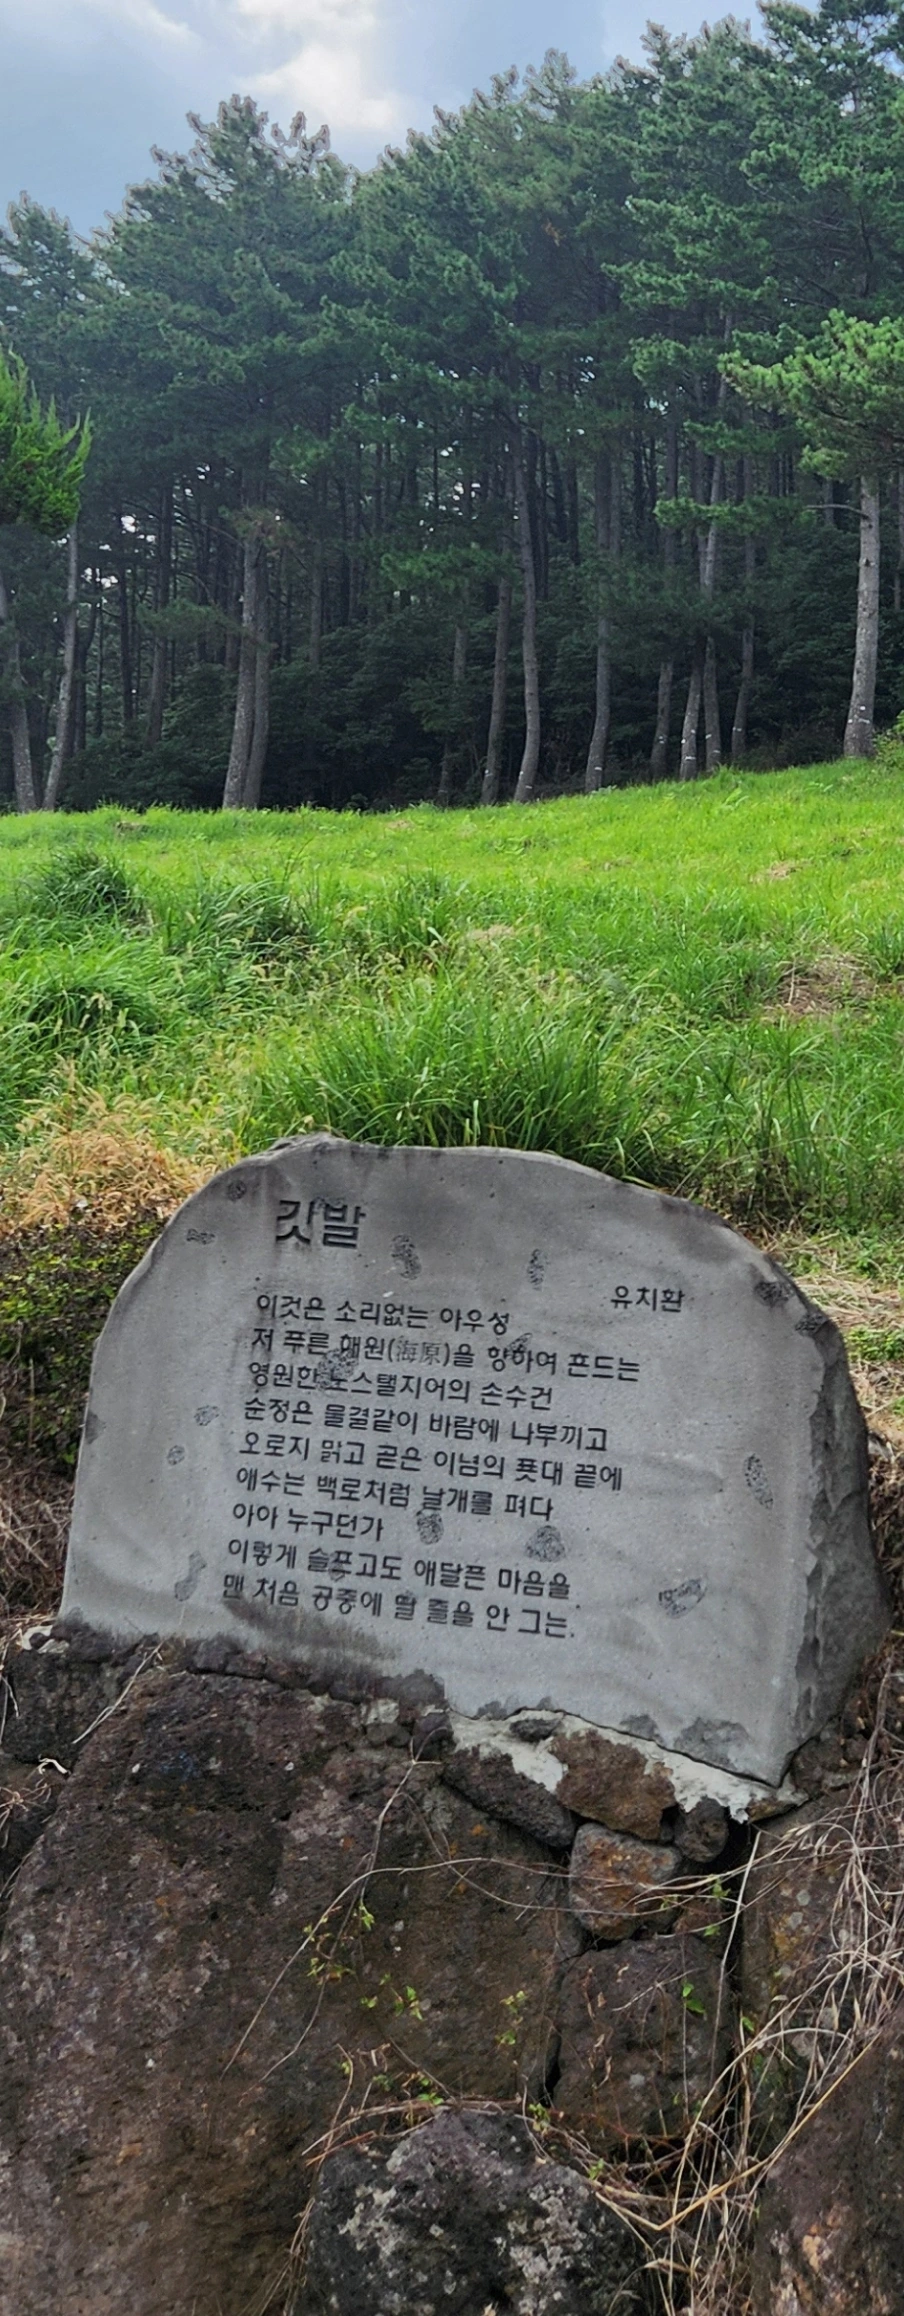 깃발
유치환
이것은 소리없는 아우성
저 푸른 해원(海原)을 향하여 흔드는
영원한 노스탤지어의 손수건
순정은 물결같이 바람에 나부끼고
오로지 맑고 곧은 이념의 푯대 끝에
애수는 백로처럼 날개를 펴다
아아 누구던가
이렇게 슬프고도 애달픈 마음을
맨 처음 공중에 딸 줄을 안 그는.